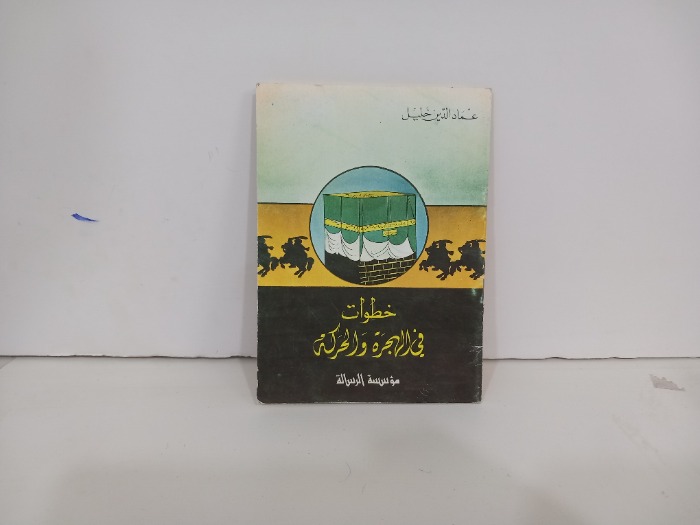 عماد الدين خليل
خطوات
في الهجرة والحركة
مؤسسة الرسالة